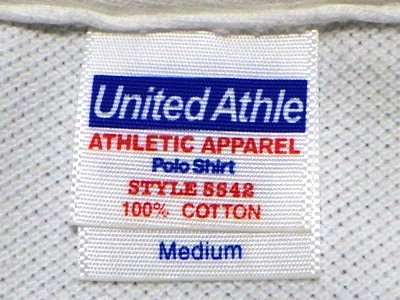 United Athle
ATHLETIC APPAREL
Polo Shirt
STYLE 5542
100% COTTON
Medium